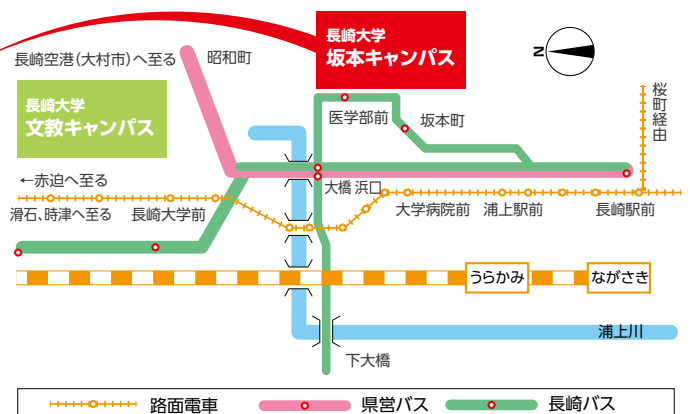 長崎大学
坂本キャンパス
長崎空港(大村市)へ至る
昭和町
N
長崎大学
文教キャンパス
医学部前
坂本町
桜町経由
←赤迫へ至る
大橋 浜口
滑石、時津へ至る
長崎大学前
大学病院前
浦上駅前
長崎駅前
うらかみ
ながさき
浦上川
下大橋
路面電車
県営バス
長崎バス